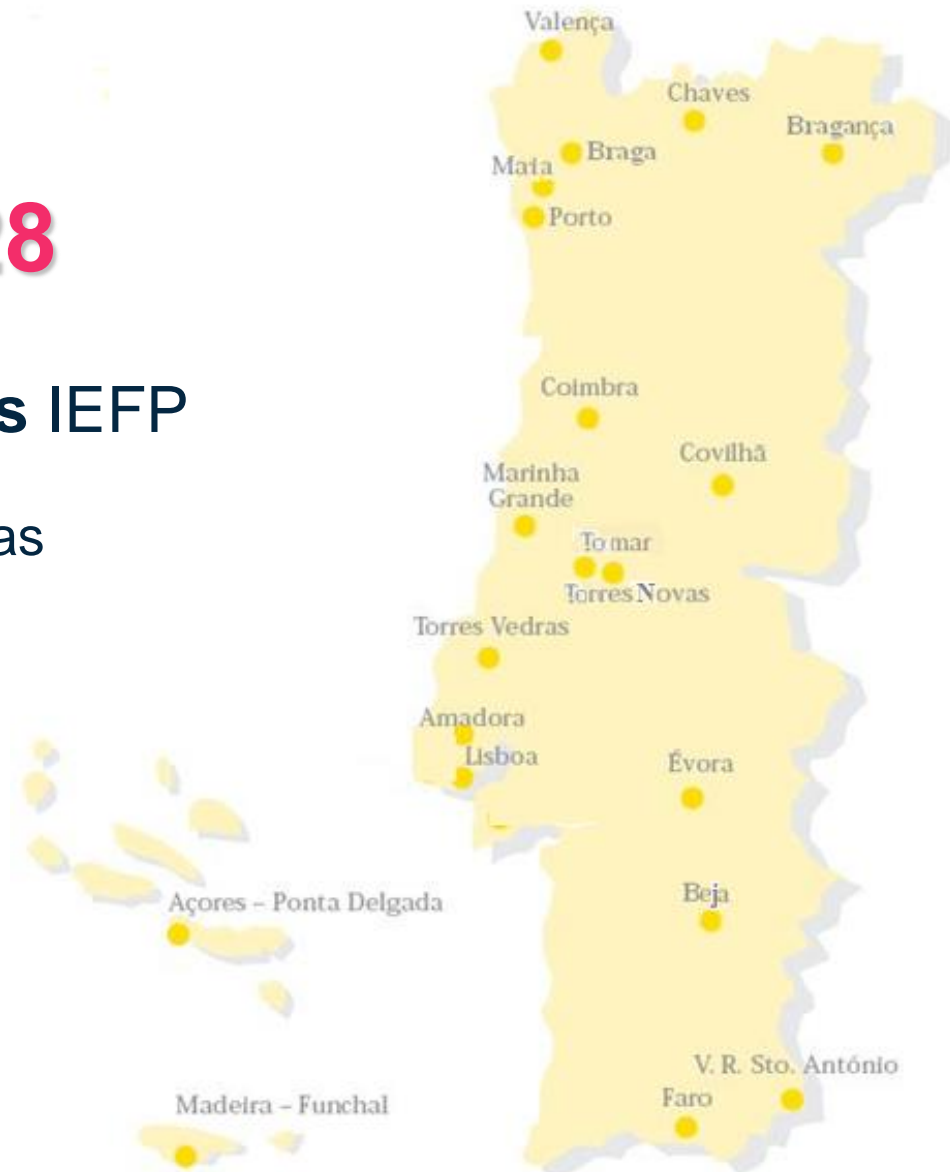 8
s IEFP
as
Valença
Chaves
Bragança
Braga
Maia
Porto
Coimbra
Covilhã
Marinha
Grande
Tomar
Torres Novas
Torres Vedras
Amadora
Lisboa
Évora
Açores – Ponta Delgada
Beja
V. R. Sto. António
Faro
Madeira – Funchal